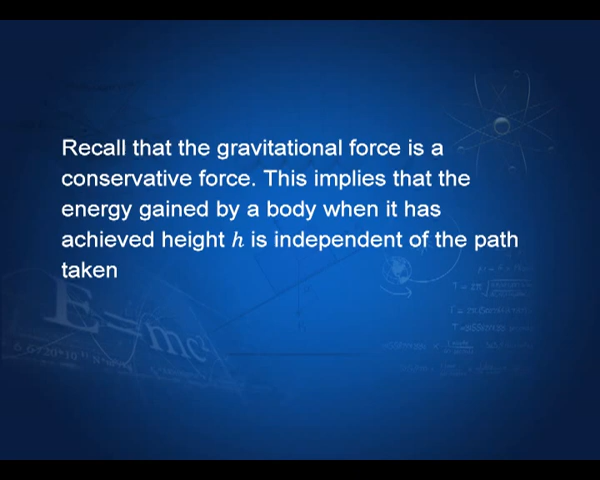 Recall that the gravitational force is a
conservative force. This implies that the
energy gained by a body when it has
achieved height h is independent of the path
taken
E=mc²